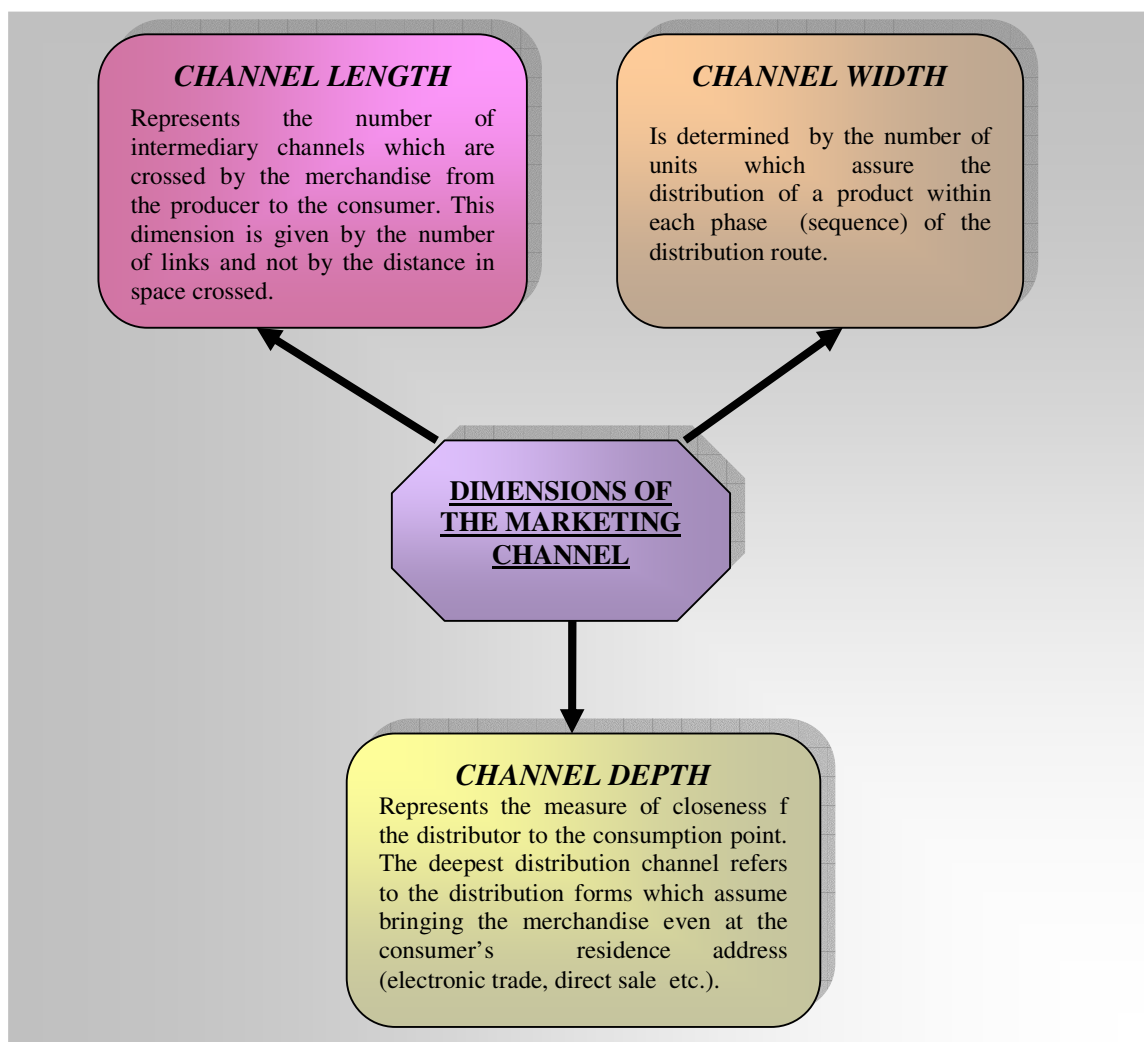 CHANNEL LENGTH
Represents the number of
intermediary channels which are
crossed by the merchandise from
the producer to the consumer. This
dimension is given by the number
of links and not by the distance in
space crossed.
CHANNEL WIDTH
Is determined by the number of
units which assure the
distribution of a product within
each phase (sequence) of the
distribution route.
DIMENSIONS OF
THE MARKETING
CHANNEL
CHANNEL DEPTH
Represents the measure of closeness f
the distributor to the consumption point.
The deepest distribution channel refers
to the distribution forms which assume
bringing the merchandise even at the
consumer’s residence address
(electronic trade, direct sale etc.).